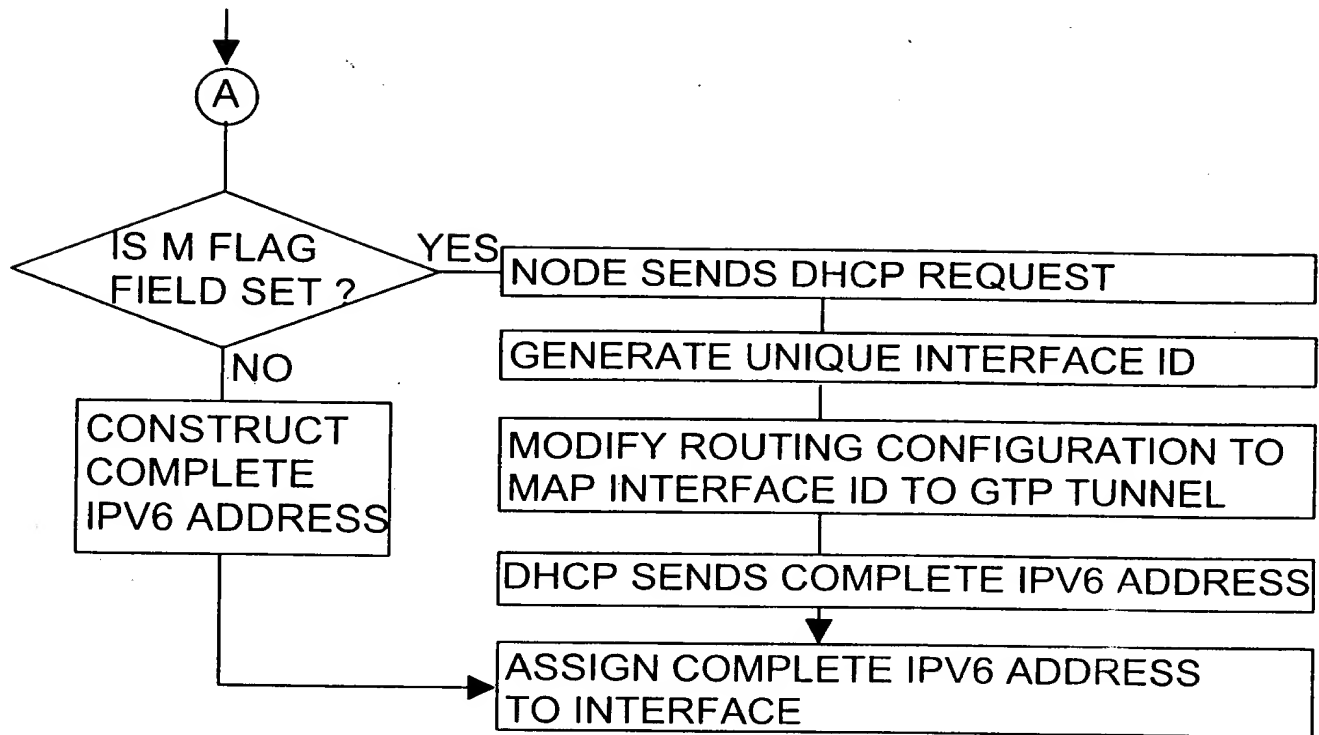 A
IS M FLAG
FIELD SET ?
YES
NODE SENDS DHCP REQUEST
GENERATE UNIQUE INTERFACE ID
NO
CONSTRUCT
COMPLETE
IPV6 ADDRESS
MODIFY ROUTING CONFIGURATION TO
MAP INTERFACE ID TO GTP TUNNEL
DHCP SENDS COMPLETE IPV6 ADDRESS
ASSIGN COMPLETE IPV6 ADDRESS
TO INTERFACE